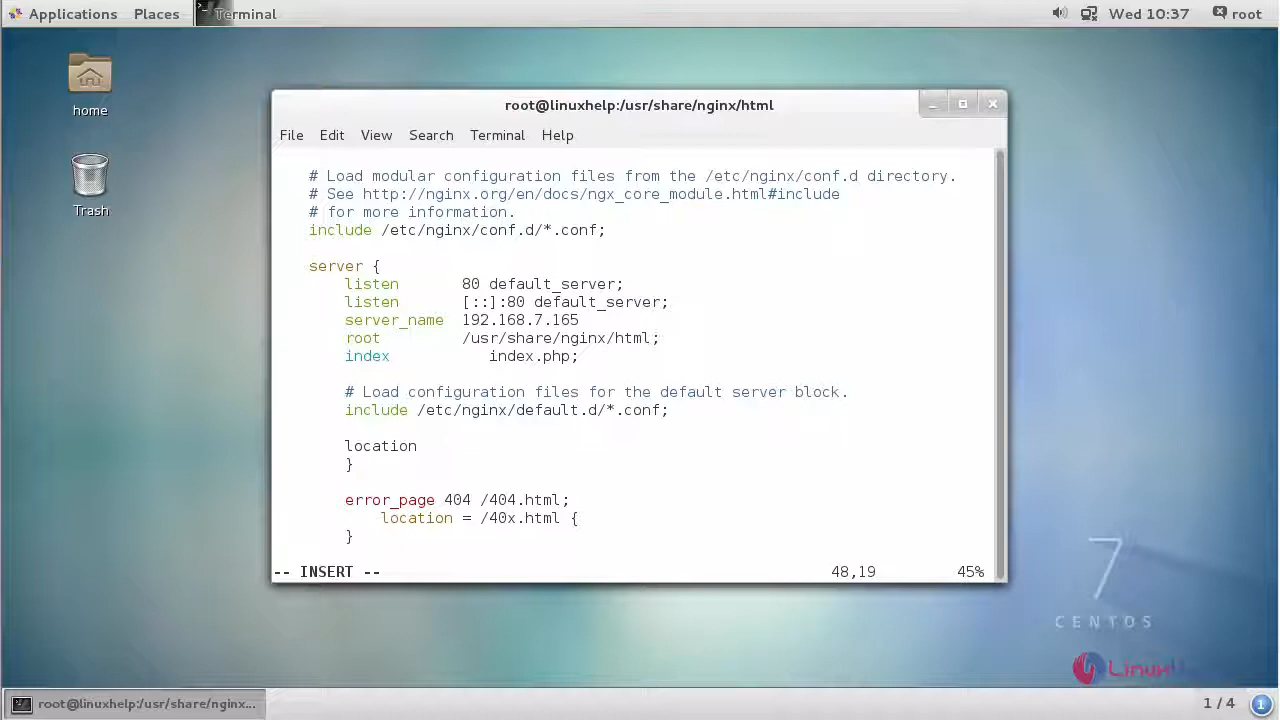 Applications Places Terminal Wed 10:37 root
home
Trash
root@linuxhelp:/usr/share/nginx/html
File Edit View Search Terminal Help
# Load modular configuration files from the /etc/nginx/conf.d directory.
# See http://nginx.org/en/docs/ngx_core_module.html#include
# for more information.
include /etc/nginx/conf.d/*.conf;
server {
listen 80 default_server;
listen [::]:80 default_server;
server_name 192.168.7.165
root /usr/share/nginx/html;
index index.php;
# Load configuration files for the default server block.
include /etc/nginx/default.d/*.conf;
location
}
error_page 404 /404.html;
location = /40x.html {
}
-- INSERT -- 48,19 45%
7
CENTOS
root@linuxhelp:/usr/share/nginx... 1 / 4 1